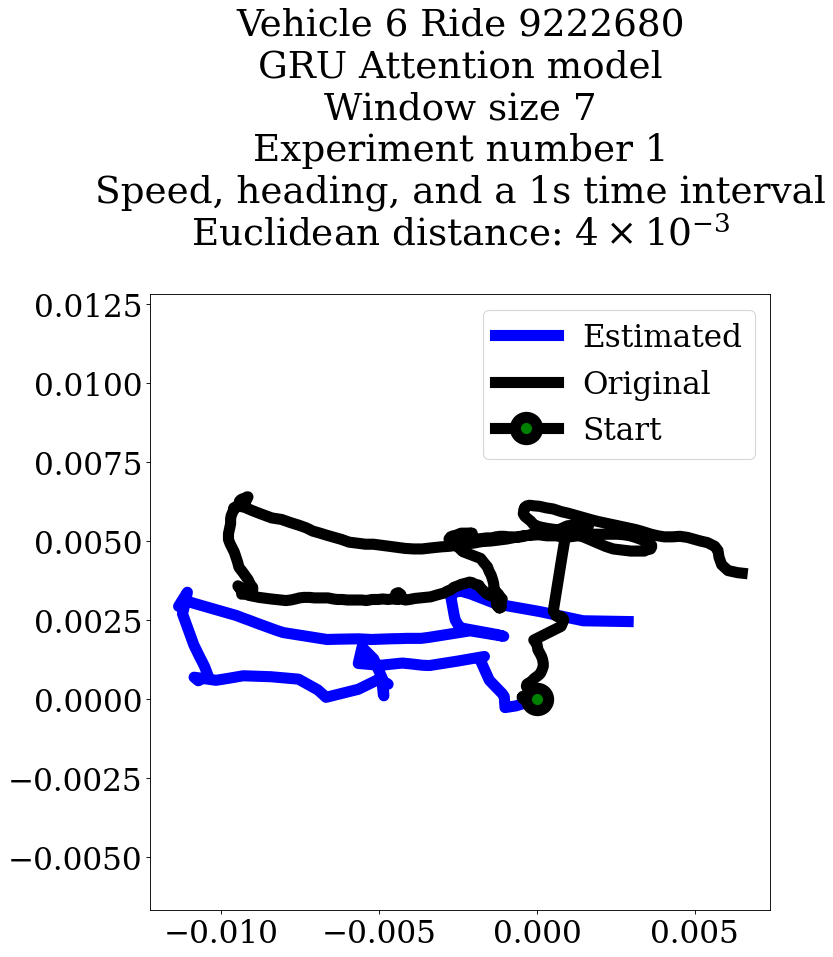 Vehicle 6 Ride 9222680
GRU Attention model
Window size 7
Experiment number 1
Speed, heading, and a 1s time interval
Euclidean distance: 4 × 10⁻³
Estimated
Original
Start
0.0125
0.0100
0.0075
0.0050
0.0025
0.0000
−0.0025
−0.0050
−0.010
−0.005
0.000
0.005